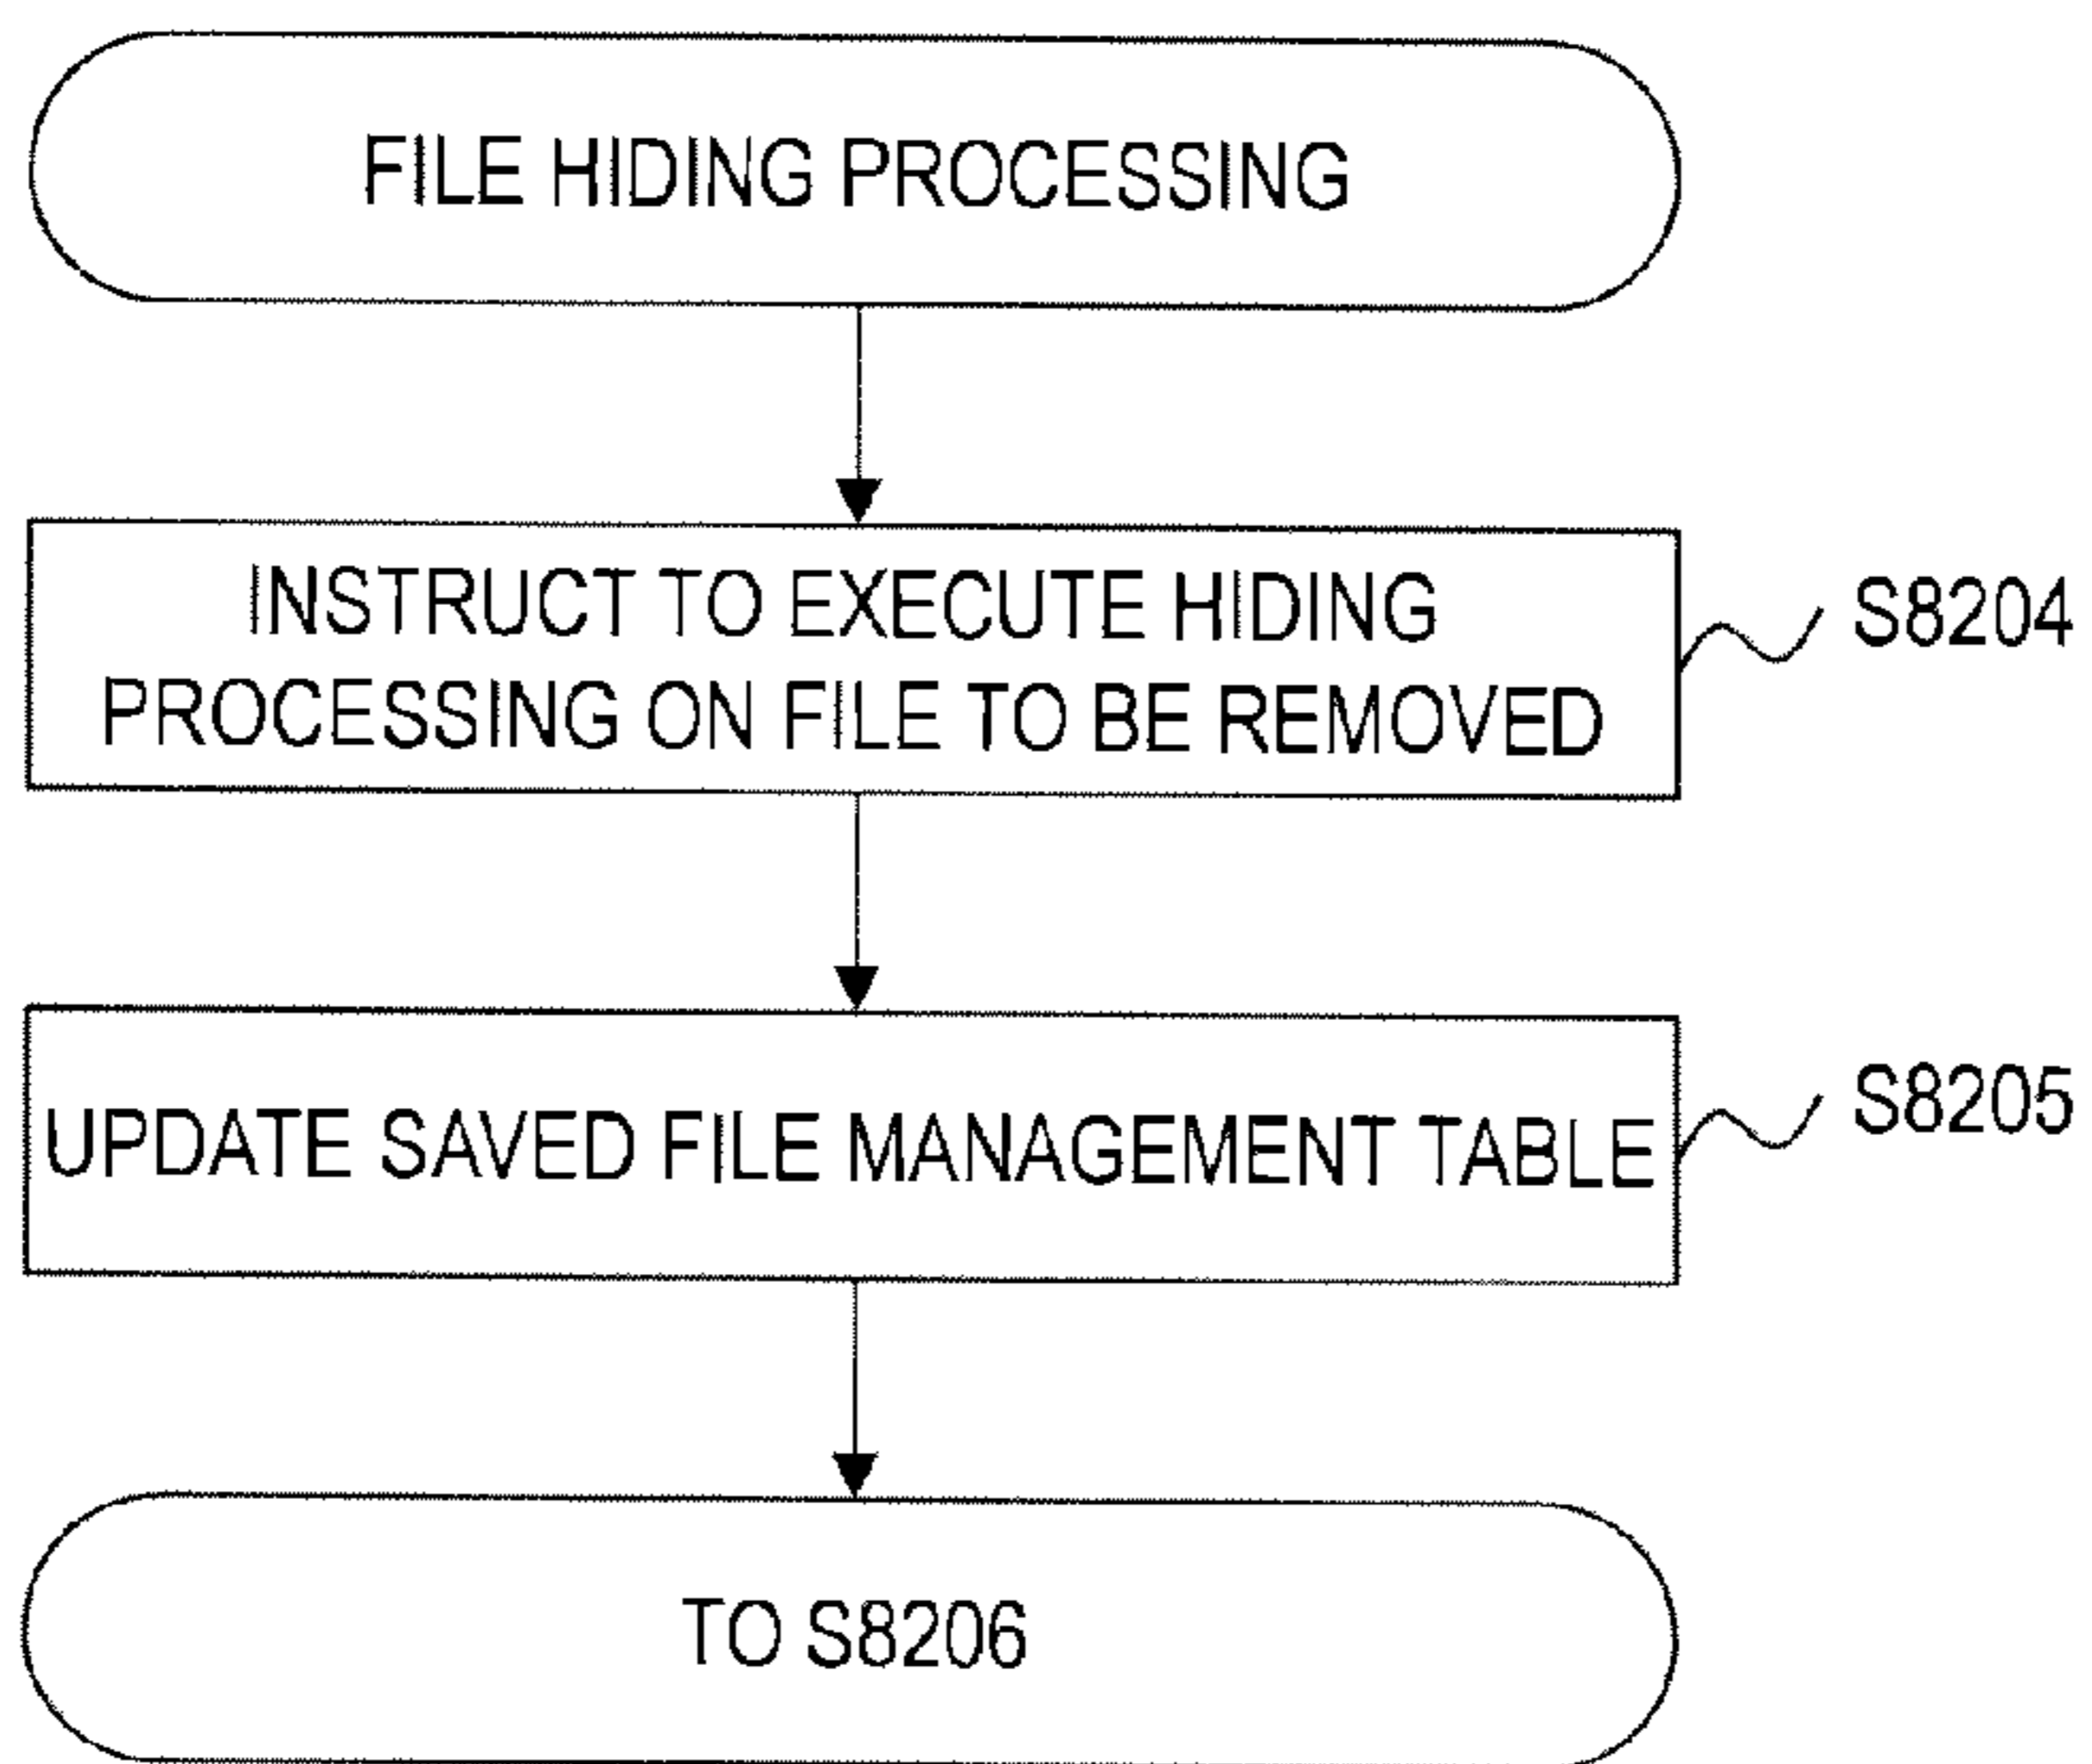 FILE HIDING PROCESSING
INSTRUCT TO EXECUTE HIDING
PROCESSING ON FILE TO BE REMOVED
S8204
UPDATE SAVED FILE MANAGEMENT TABLE
S8205
TO S8206